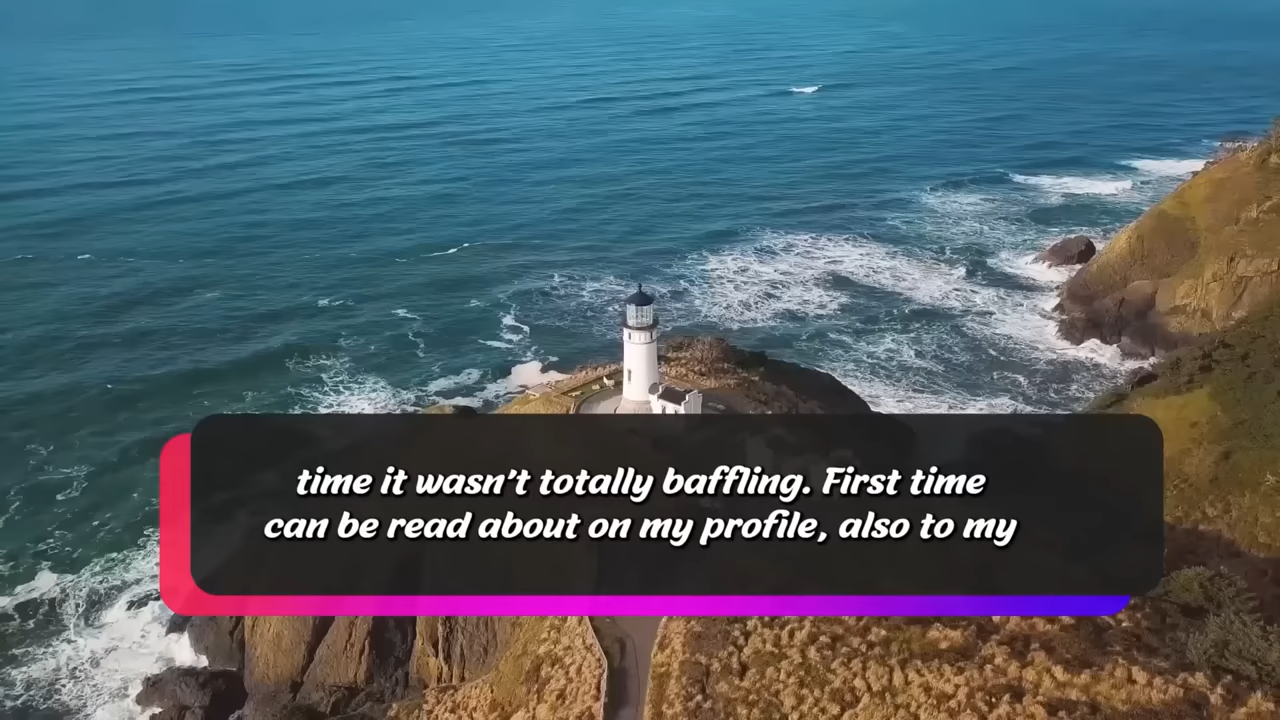 time it wasn't totally baffling. First time
can be read about on my profile, also to my